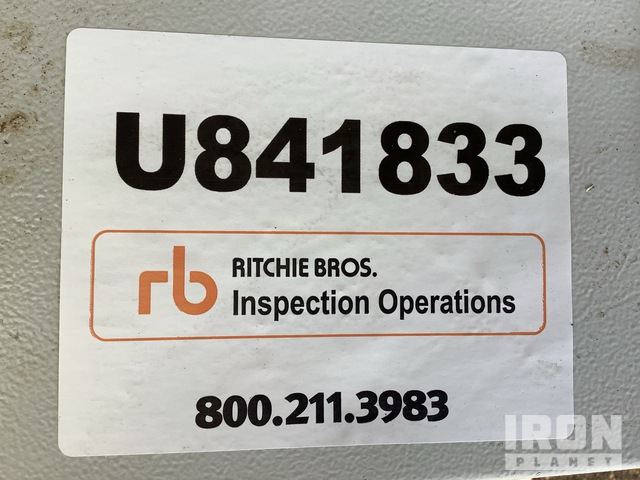 U841833
rb
RITCHIE BROS.
Inspection Operations
800.211.3983
IRON
PLANET